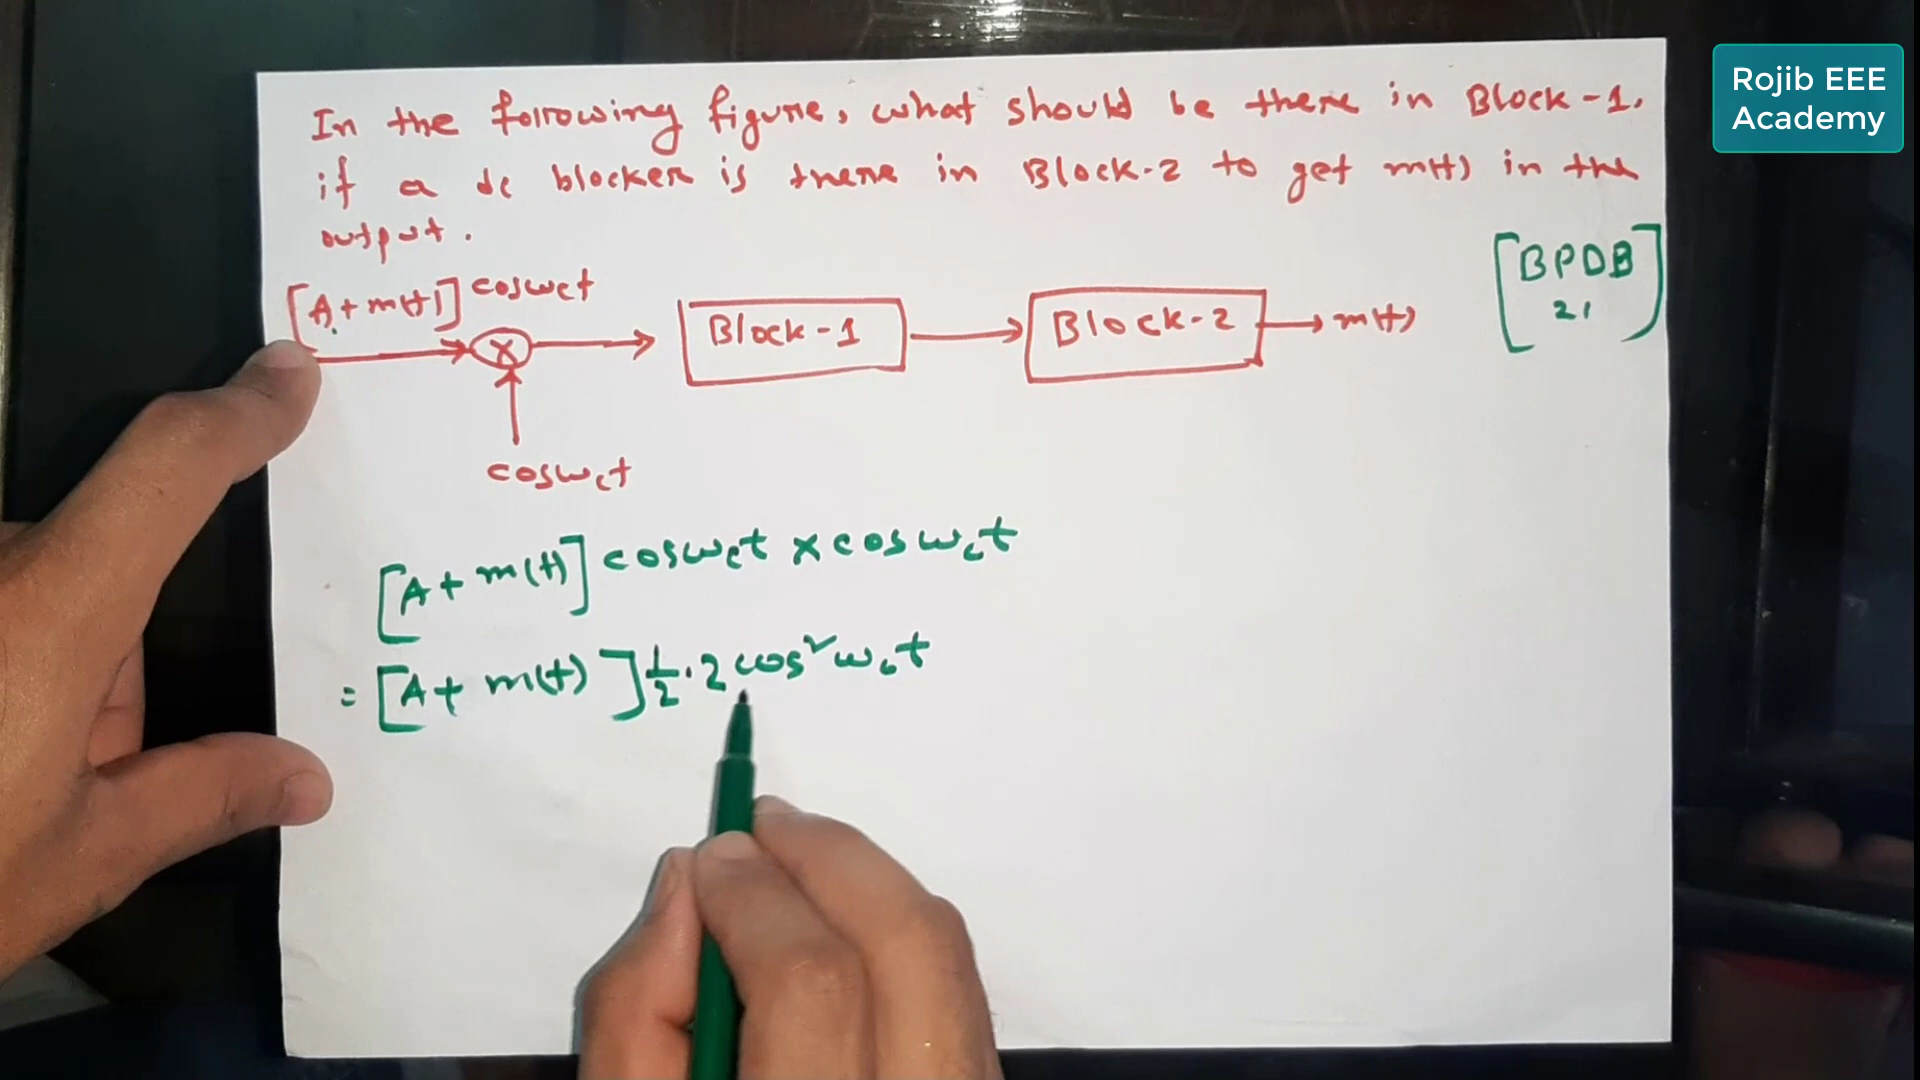 Rojib EEE
Academy
In the following figure, what should be there in Block-1.
if a dc blocker is there in Block-2 to get m(t) in the
output.
[A+m(t)] cosωct
[BPDB
21]
X
Block-1
Block-2
m(t)
cosωct
[A+m(t)] cosωct × cosωct
= [A+ m(t)] 1/2 · 2 cos²ωct